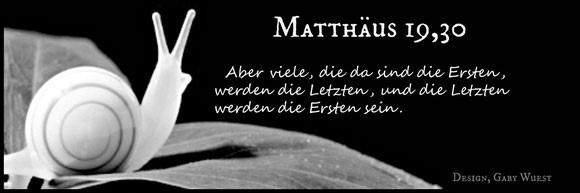 Matthäus 19,30
Aber viele, die da sind die Ersten,
werden die Letzten, und die Letzten
werden die Ersten sein.
Design, Gaby Wuest